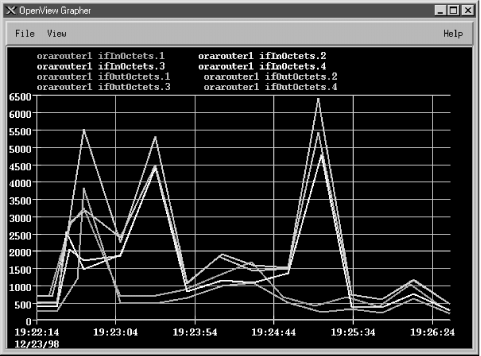 OpenView Grapher
File View Help
orarouter1 ifInOctets.1 orarouter1 ifInOctets.2
orarouter1 ifInOctets.3 orarouter1 ifInOctets.4
orarouter1 ifOutOctets.1 orarouter1 ifOutOctets.2
orarouter1 ifOutOctets.3 orarouter1 ifOutOctets.4
6500
6000
5500
5000
4500
4000
3500
3000
2500
2000
1500
1000
500
0
19:22:14 19:23:04 19:23:54 19:24:44 19:25:34 19:26:24
12/23/98